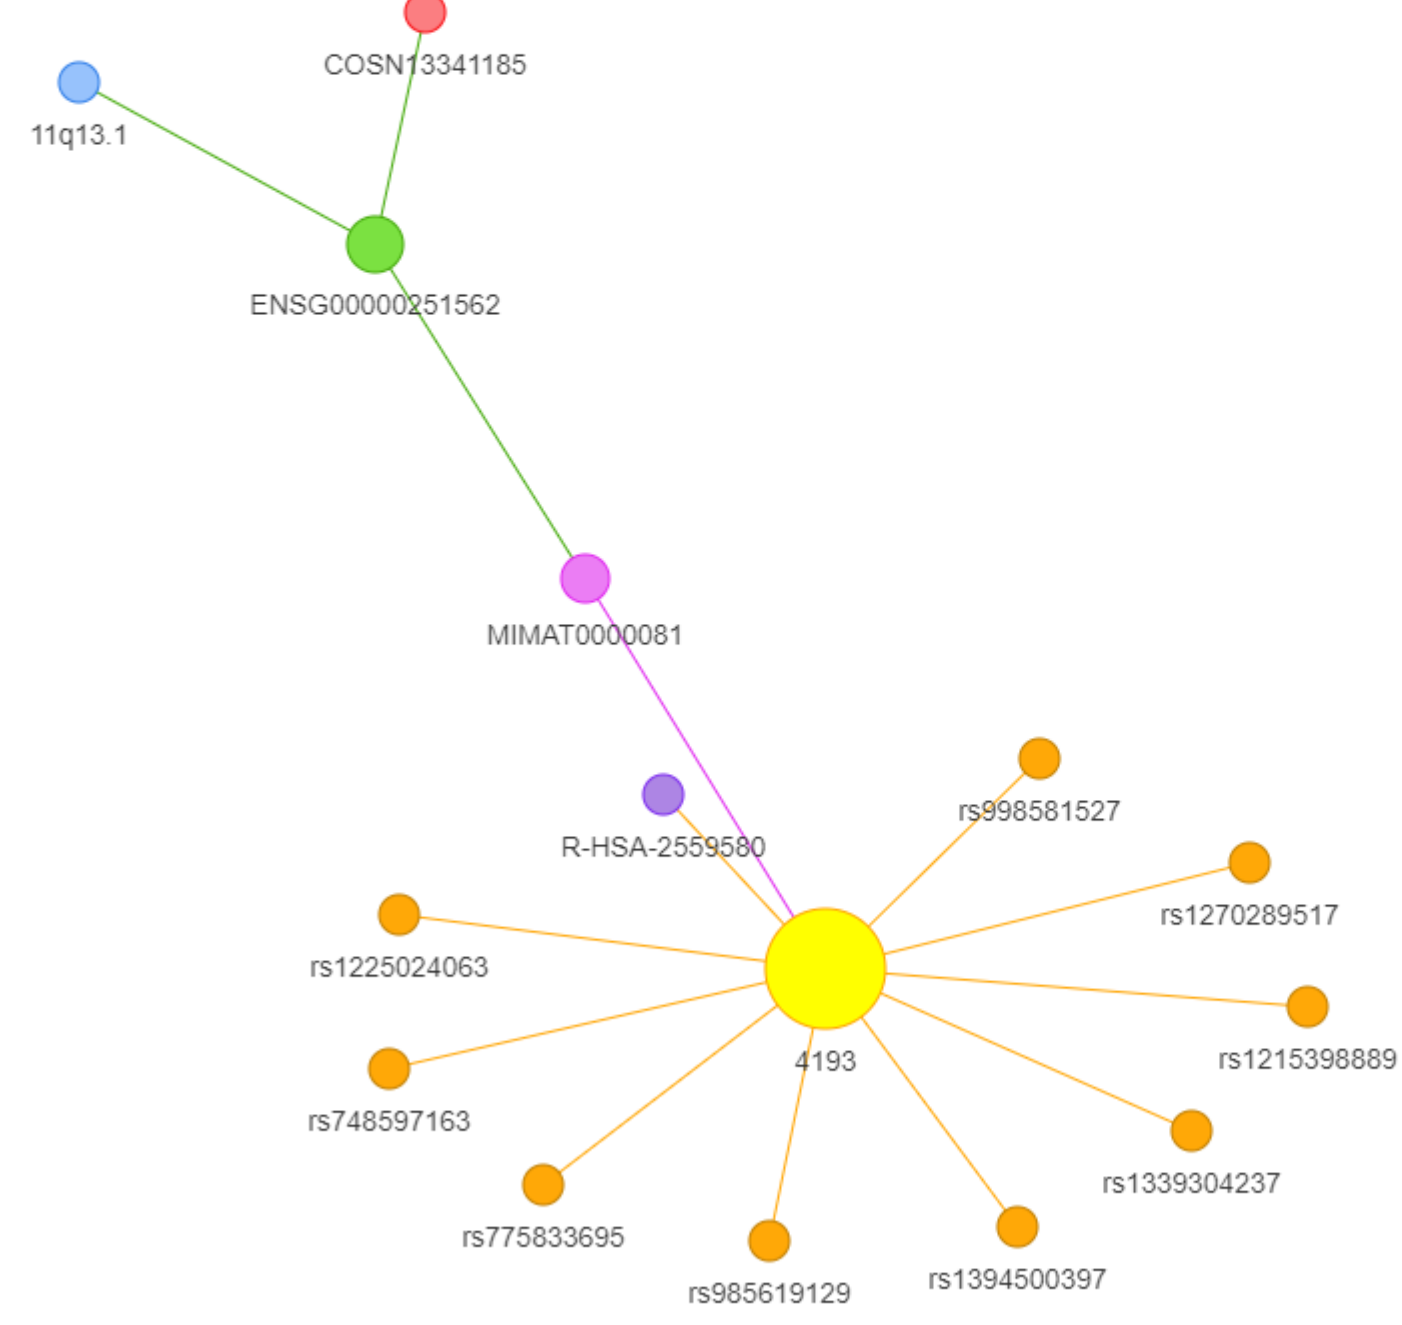 COSN13341185
11q13.1
ENSG00000251562
MIMAT0000081
rs998581527
R-HSA-2559580
rs1270289517
rs1225024063
rs1215398889
4193
rs748597163
rs1339304237
rs775833695
rs1394500397
rs985619129